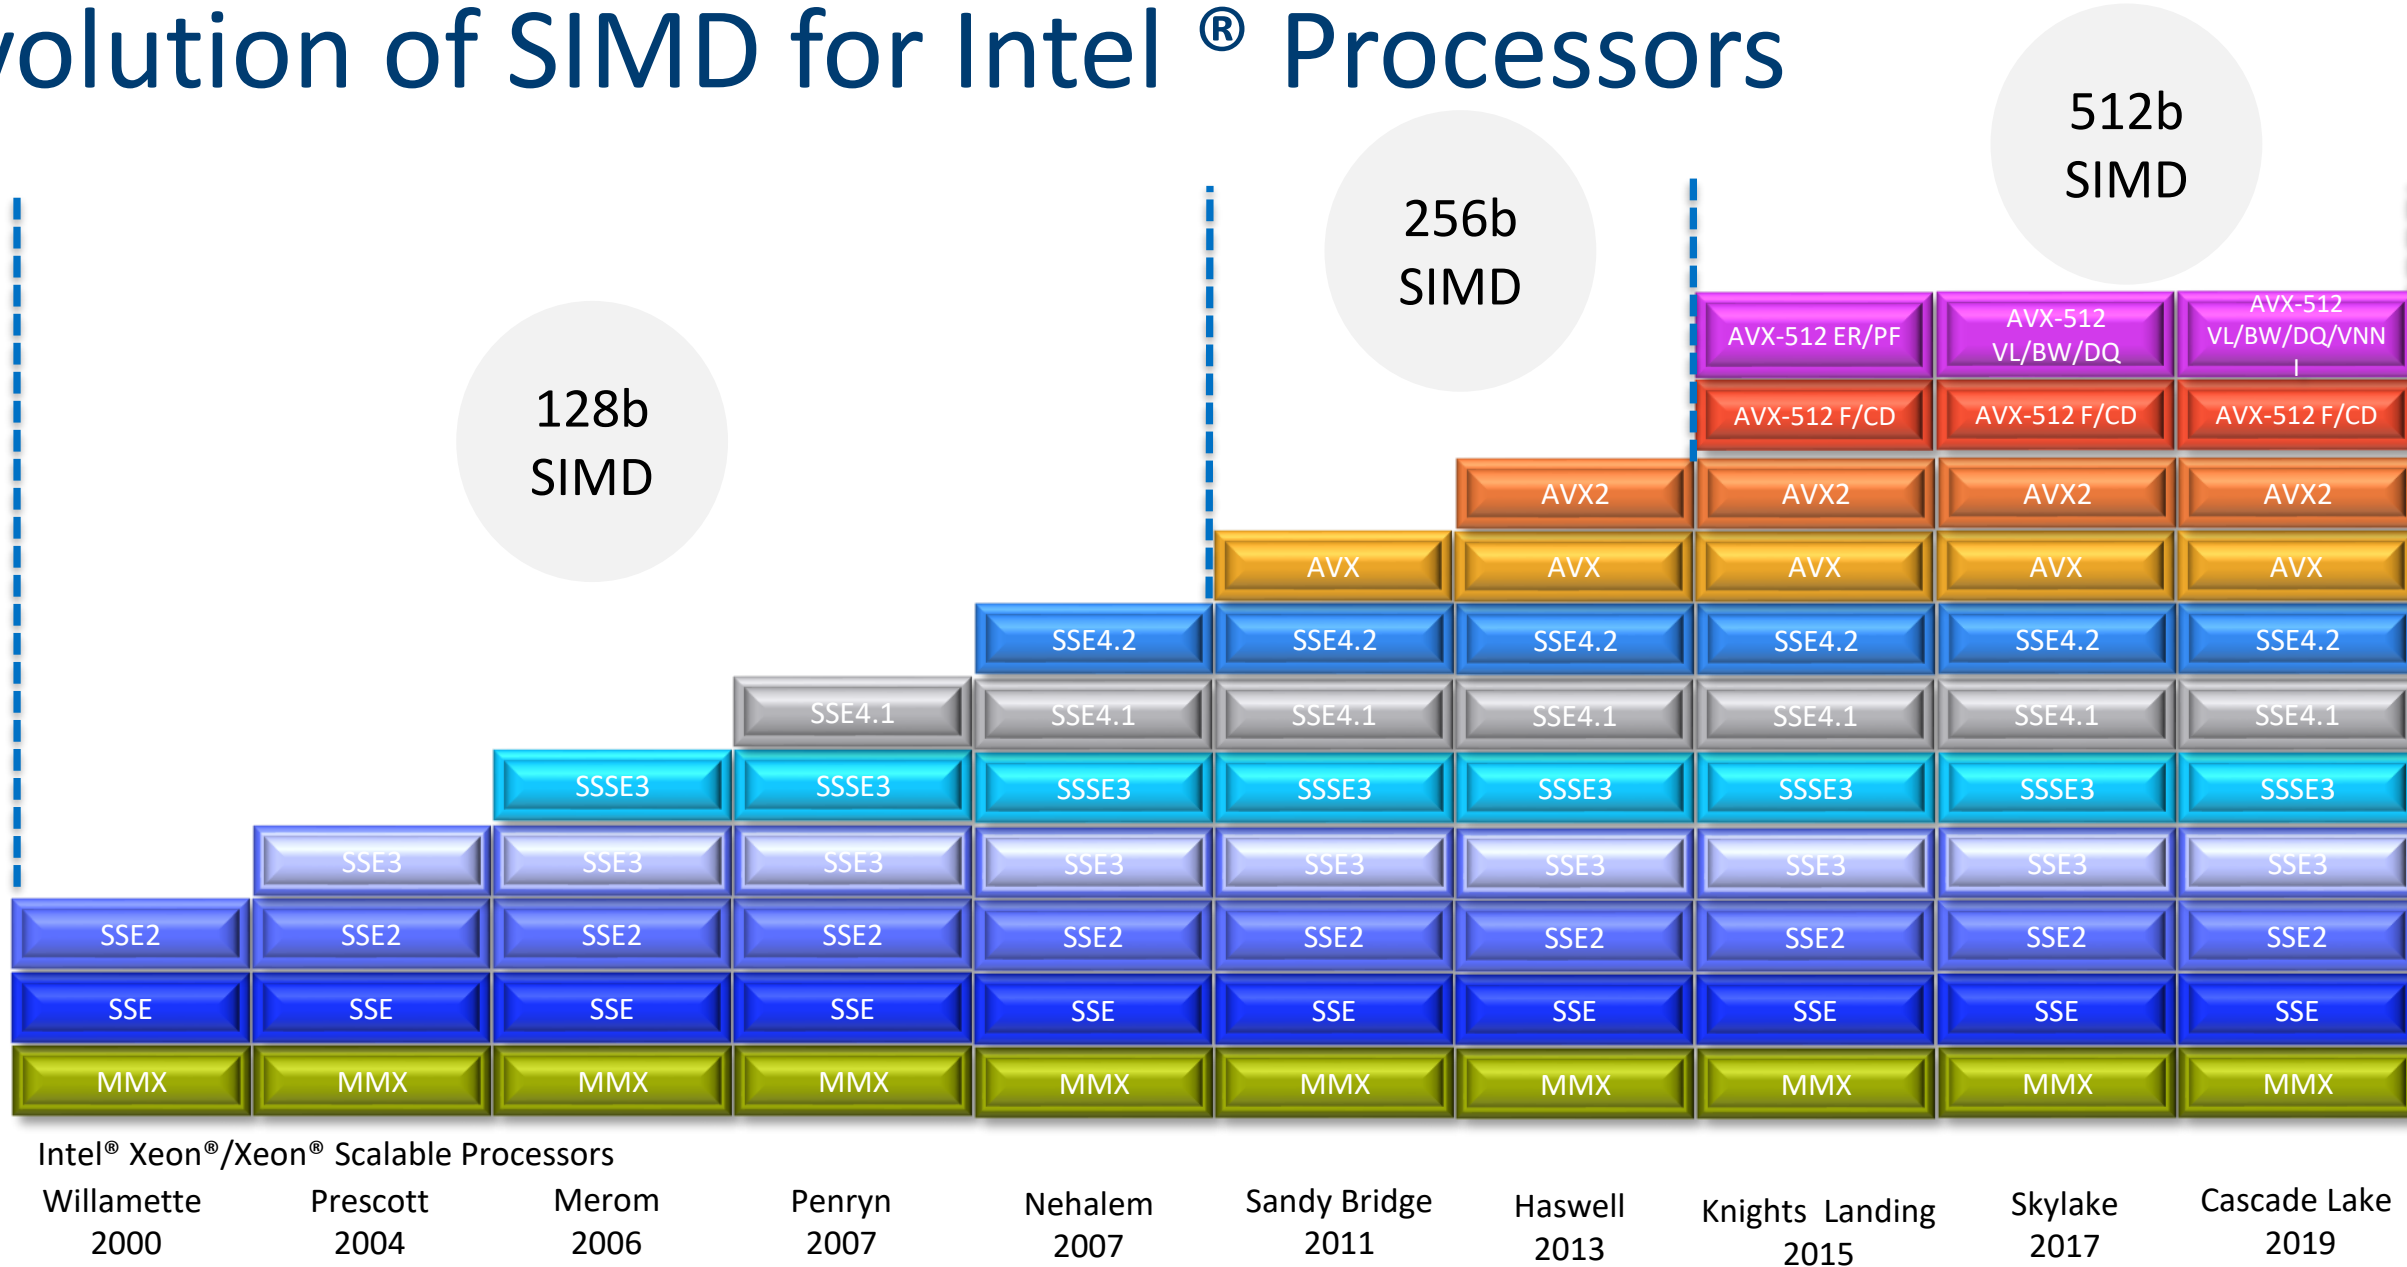 volution of SIMD for Intel ® Processors
512b
SIMD
256b
SIMD
128b
SIMD
AVX-512 ER/PF
AVX-512
VL/BW/DQ
AVX-512
VL/BW/DQ/VNN
I
AVX-512 F/CD
AVX-512 F/CD
AVX-512 F/CD
AVX2
AVX2
AVX2
AVX2
AVX
AVX
AVX
AVX
AVX
SSE4.2
SSE4.2
SSE4.2
SSE4.2
SSE4.2
SSE4.2
SSE4.1
SSE4.1
SSE4.1
SSE4.1
SSE4.1
SSE4.1
SSE4.1
SSSE3
SSSE3
SSSE3
SSSE3
SSSE3
SSSE3
SSSE3
SSSE3
SSE3
SSE3
SSE3
SSE3
SSE3
SSE3
SSE3
SSE3
SSE3
SSE2
SSE2
SSE2
SSE2
SSE2
SSE2
SSE2
SSE2
SSE2
SSE2
SSE
SSE
SSE
SSE
SSE
SSE
SSE
SSE
SSE
SSE
MMX
MMX
MMX
MMX
MMX
MMX
MMX
MMX
MMX
MMX
Intel® Xeon®/Xeon® Scalable Processors
Willamette
2000
Prescott
2004
Merom
2006
Penryn
2007
Nehalem
2007
Sandy Bridge
2011
Haswell
2013
Knights Landing
2015
Skylake
2017
Cascade Lake
2019